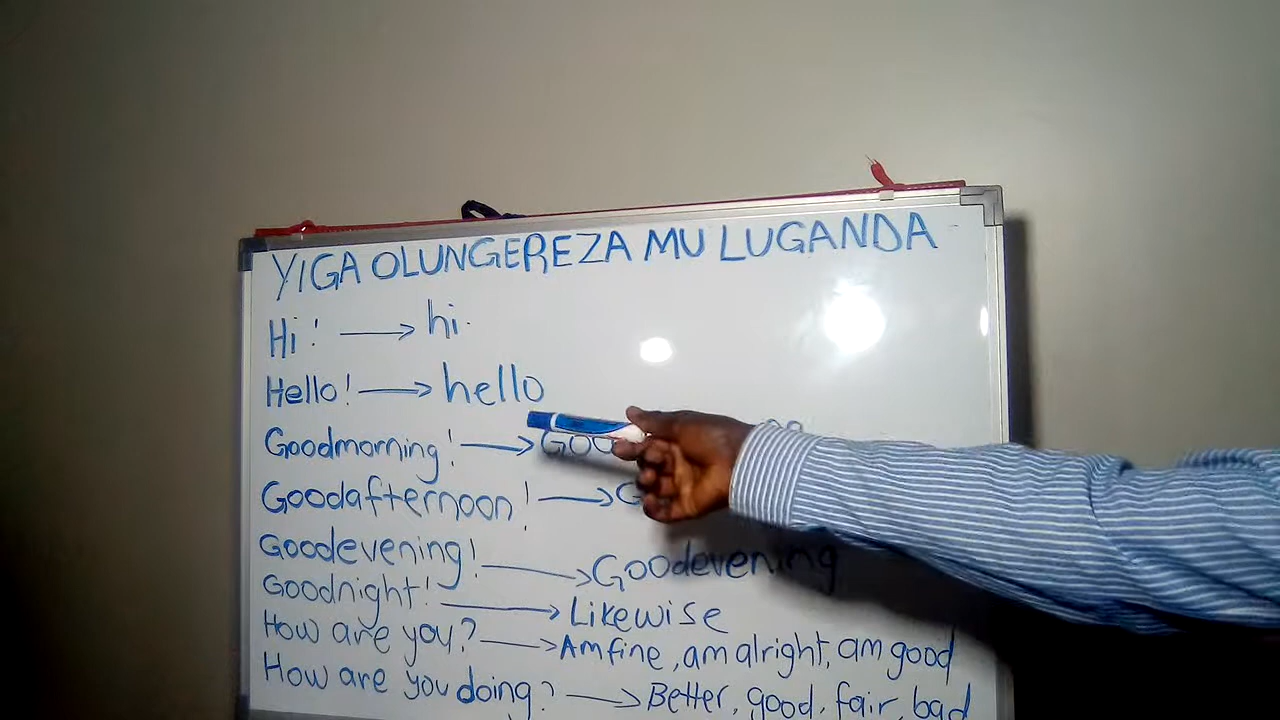 YIGA OLUNGEREZA MU LUGANDA
Hi! → hi.
Hello! → hello
Goodmorning! →
Goodafternoon! →
Goodevening! → Goodevening
Goodnight! → Likewise
How are you? → Am fine, am alright, am good
How are you doing? → Better, good, fair, bad